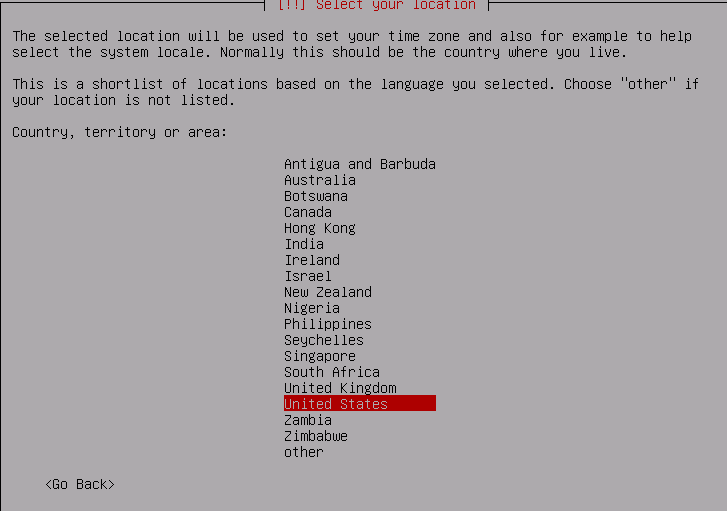 [!!] Select your location
The selected location will be used to set your time zone and also for example to help
select the system locale. Normally this should be the country where you live.
This is a shortlist of locations based on the language you selected. Choose "other" if
your location is not listed.
Country, territory or area:
Antigua and Barbuda
Australia
Botswana
Canada
Hong Kong
India
Ireland
Israel
New Zealand
Nigeria
Philippines
Seychelles
Singapore
South Africa
United Kingdom
United States
Zambia
Zimbabwe
other
<Go Back>